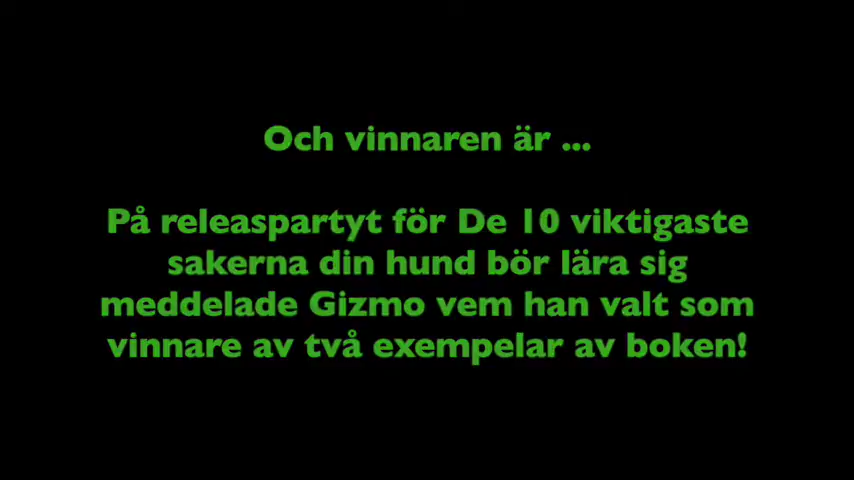 Och vinnaren är ...
På releaspartyt för De 10 viktigaste
sakerna din hund bör lära sig
meddelade Gizmo vem han valt som
vinnare av två exempelar av boken!